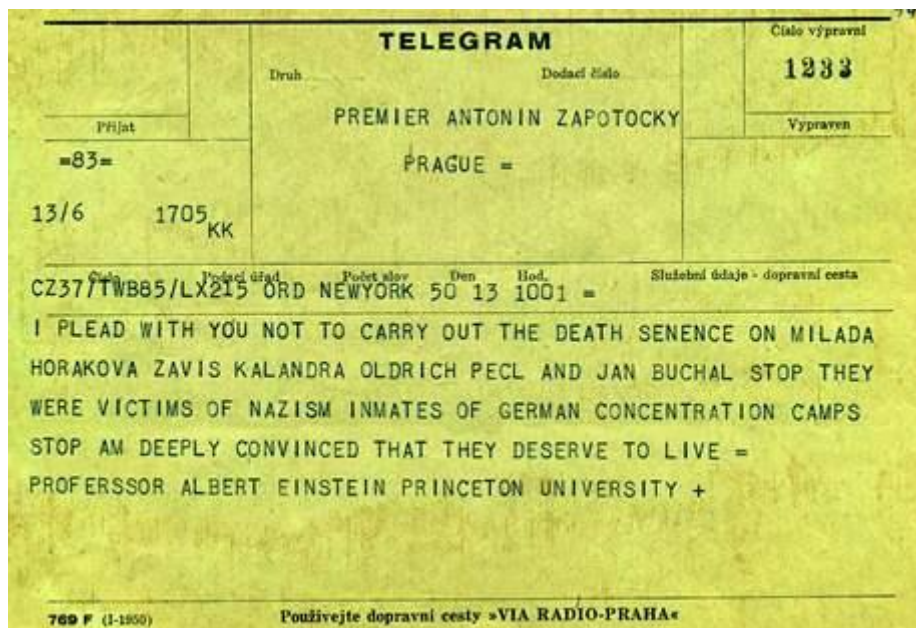 TELEGRAM
Číslo výpravní
Druh Dodací číslo
1233
PREMIER ANTONIN ZAPOTOCKY
Přijat
Vypraven
=83=
PRAGUE =
13/6 1705
KK
Číslo Podací úřad Počet slov Den Hod. Služební údaje - dopravní cesta
CZ37/TWB85/LX215 ORD NEWYORK 50 13 1001 =
I PLEAD WITH YOU NOT TO CARRY OUT THE DEATH SENENCE ON MILADA
HORAKOVA ZAVIS KALANDRA OLDRICH PECL AND JAN BUCHAL STOP THEY
WERE VICTIMS OF NAZISM INMATES OF GERMAN CONCENTRATION CAMPS
STOP AM DEEPLY CONVINCED THAT THEY DESERVE TO LIVE =
PROFERSSOR ALBERT EINSTEIN PRINCETON UNIVERSITY +
769 F (I-1950) Používejte dopravní cesty »VIA RADIO-PRAHA«